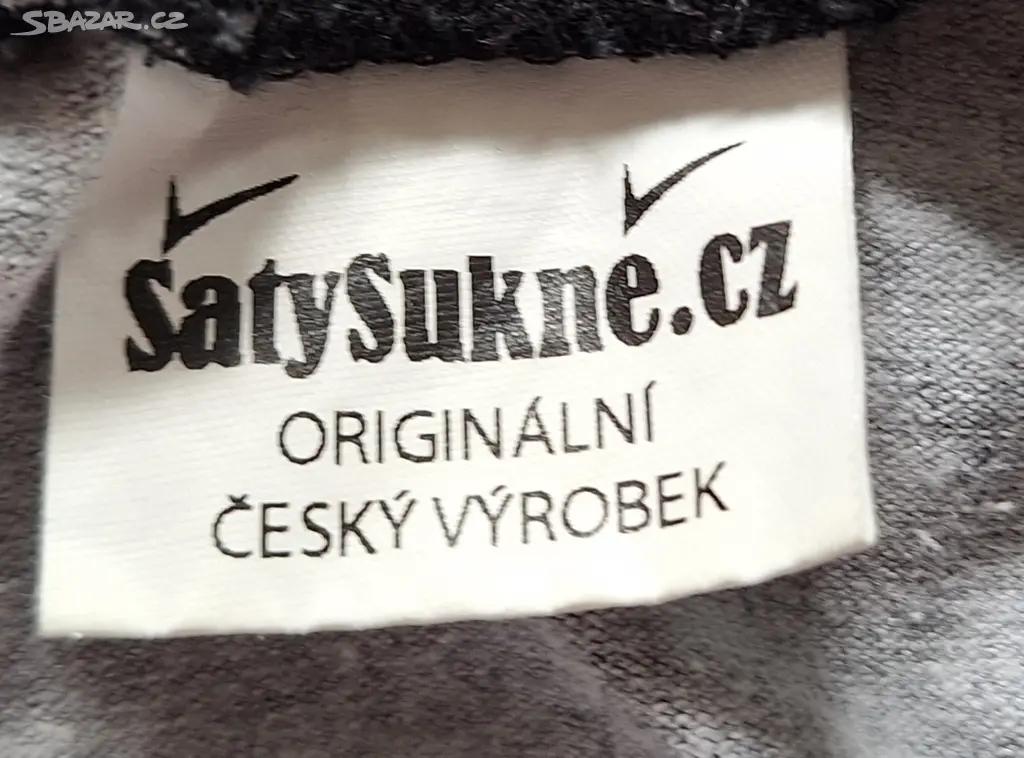 SBAZAR.CZ
ŠatySukně.cz
ORIGINÁLNÍ
ČESKÝ VÝROBEK